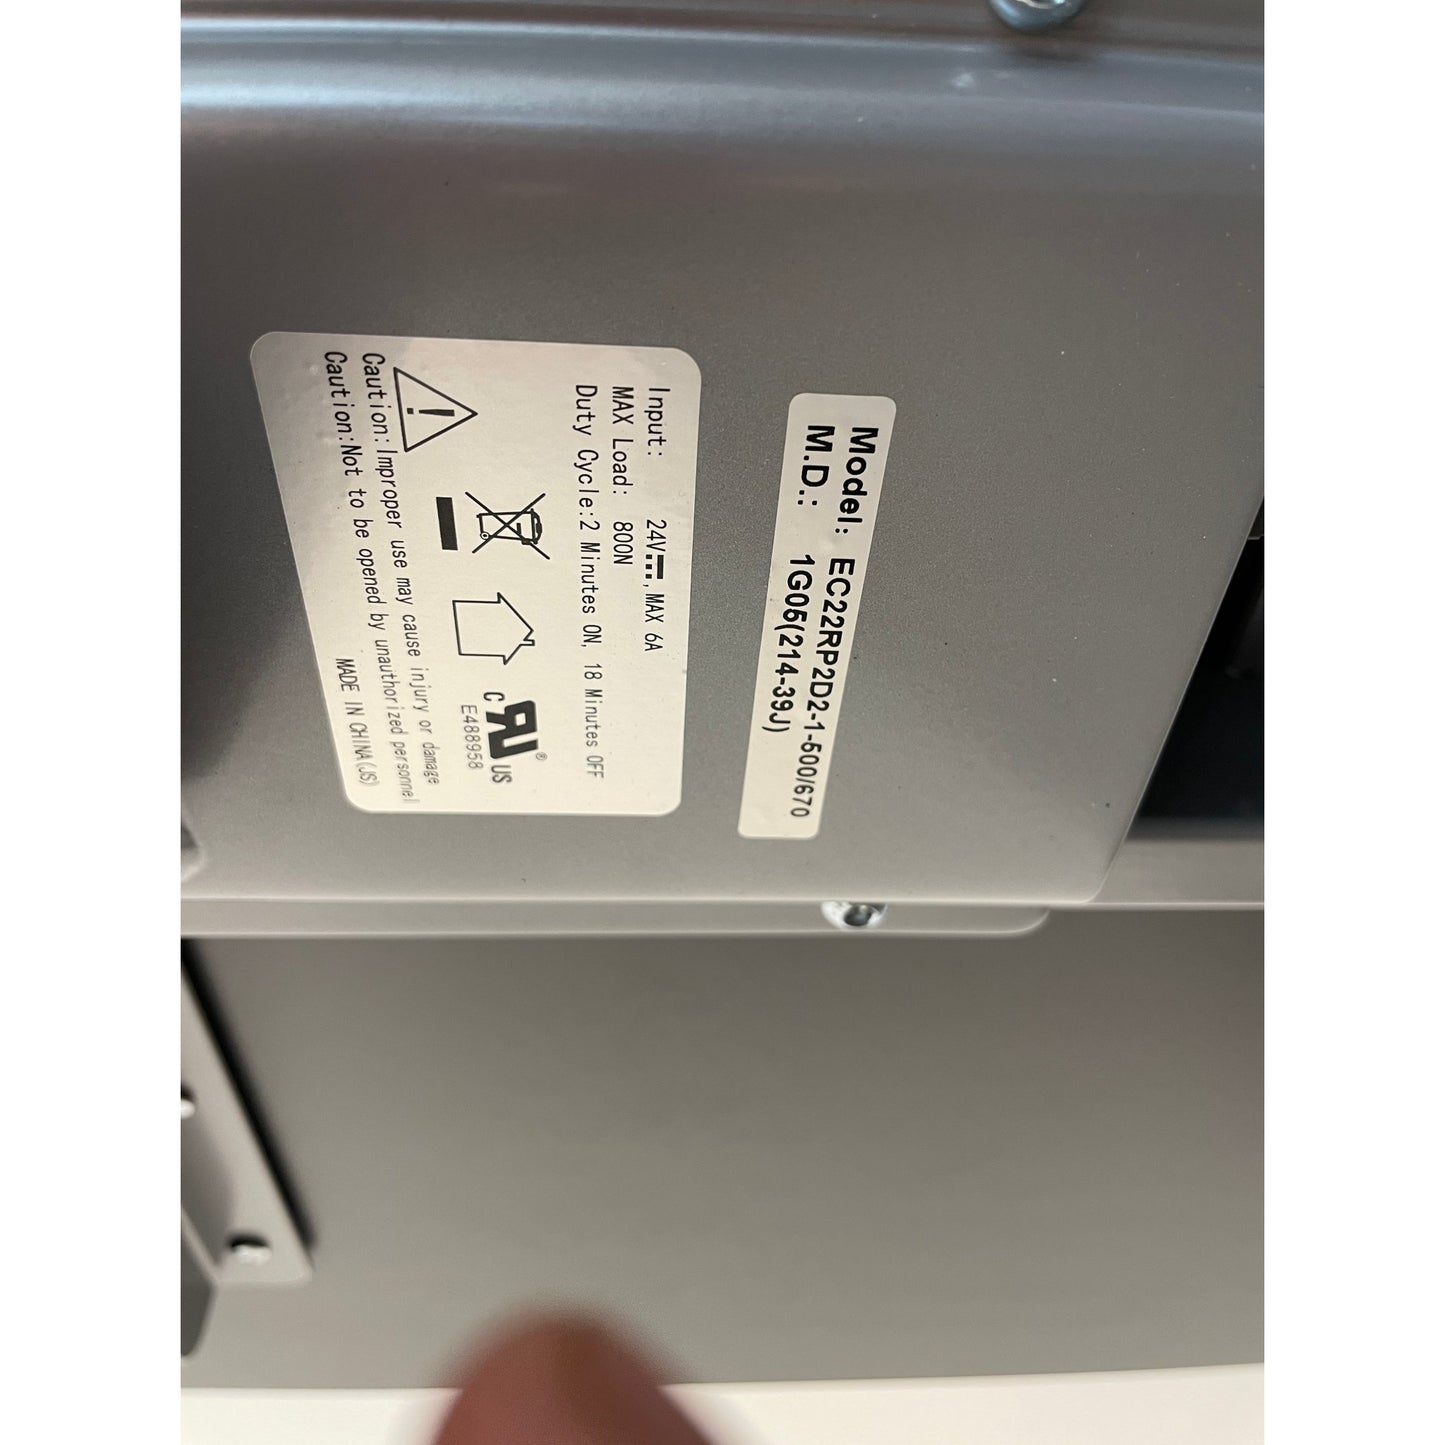 Model: EC22RP2D2-1-500/670
M.D.: 1G05(214-39J)
Input: 24V, MAX 6A
MAX Load: 800N
Duty Cycle:2 Minutes ON, 18 Minutes OFF
c RU US ®
E488958
Caution:Improper use may cause injury or damage
Caution:Not to be opened by unauthorized personnel
MADE IN CHINA(JS)